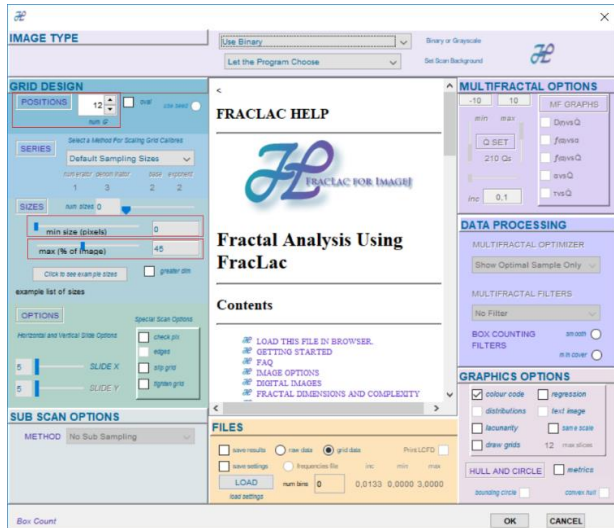 IMAGE TYPE
Use Binary
Binary or Grayscale
Let the Program Choose
Set Scan Background
GRID DESIGN
POSITIONS
12
oval
use seed
num G
SERIES
Select a Method For Scaling Grid Calibres
Default Sampling Sizes
numerator denominator base exponent
1 3 2 2
SIZES
num sizes 0
min size (pixels)
0
max (% of image)
45
Click to see example sizes
greater dim
example list of sizes
OPTIONS
Special Scan Options
Horizontal and Vertical Slide Options
check pix
edges
5
SLIDE X
slip grid
5
SLIDE Y
tighten grid
SUB SCAN OPTIONS
METHOD
No Sub Sampling
<
FRACLAC HELP
FRACLAC FOR IMAGEJ
Fractal Analysis Using
FracLac
Contents
LOAD THIS FILE IN BROWSER.
GETTING STARTED
FAQ
IMAGE OPTIONS
DIGITAL IMAGES
FRACTAL DIMENSIONS AND COMPLEXITY
FILES
save results
raw data
grid data
Print LCFD
save settings
frequencies file
inc
min
max
LOAD
num bins
0
0,0133 0,0000 3,0000
load settings
MULTIFRACTAL OPTIONS
-10
10
MF GRAPHS
min max
DqvsQ
Q SET
210 Qs
inc
0.1
DATA PROCESSING
MULTIFRACTAL OPTIMIZER
Show Optimal Sample Only
MULTIFRACTAL FILTERS
No Filter
BOX COUNTING
FILTERS
smooth
min cover
GRAPHICS OPTIONS
colour code
regression
distributions
text image
lacunarity
same scale
draw grids
12
max slices
HULL AND CIRCLE
metrics
bounding circle
convex hull
Box Count
OK
CANCEL